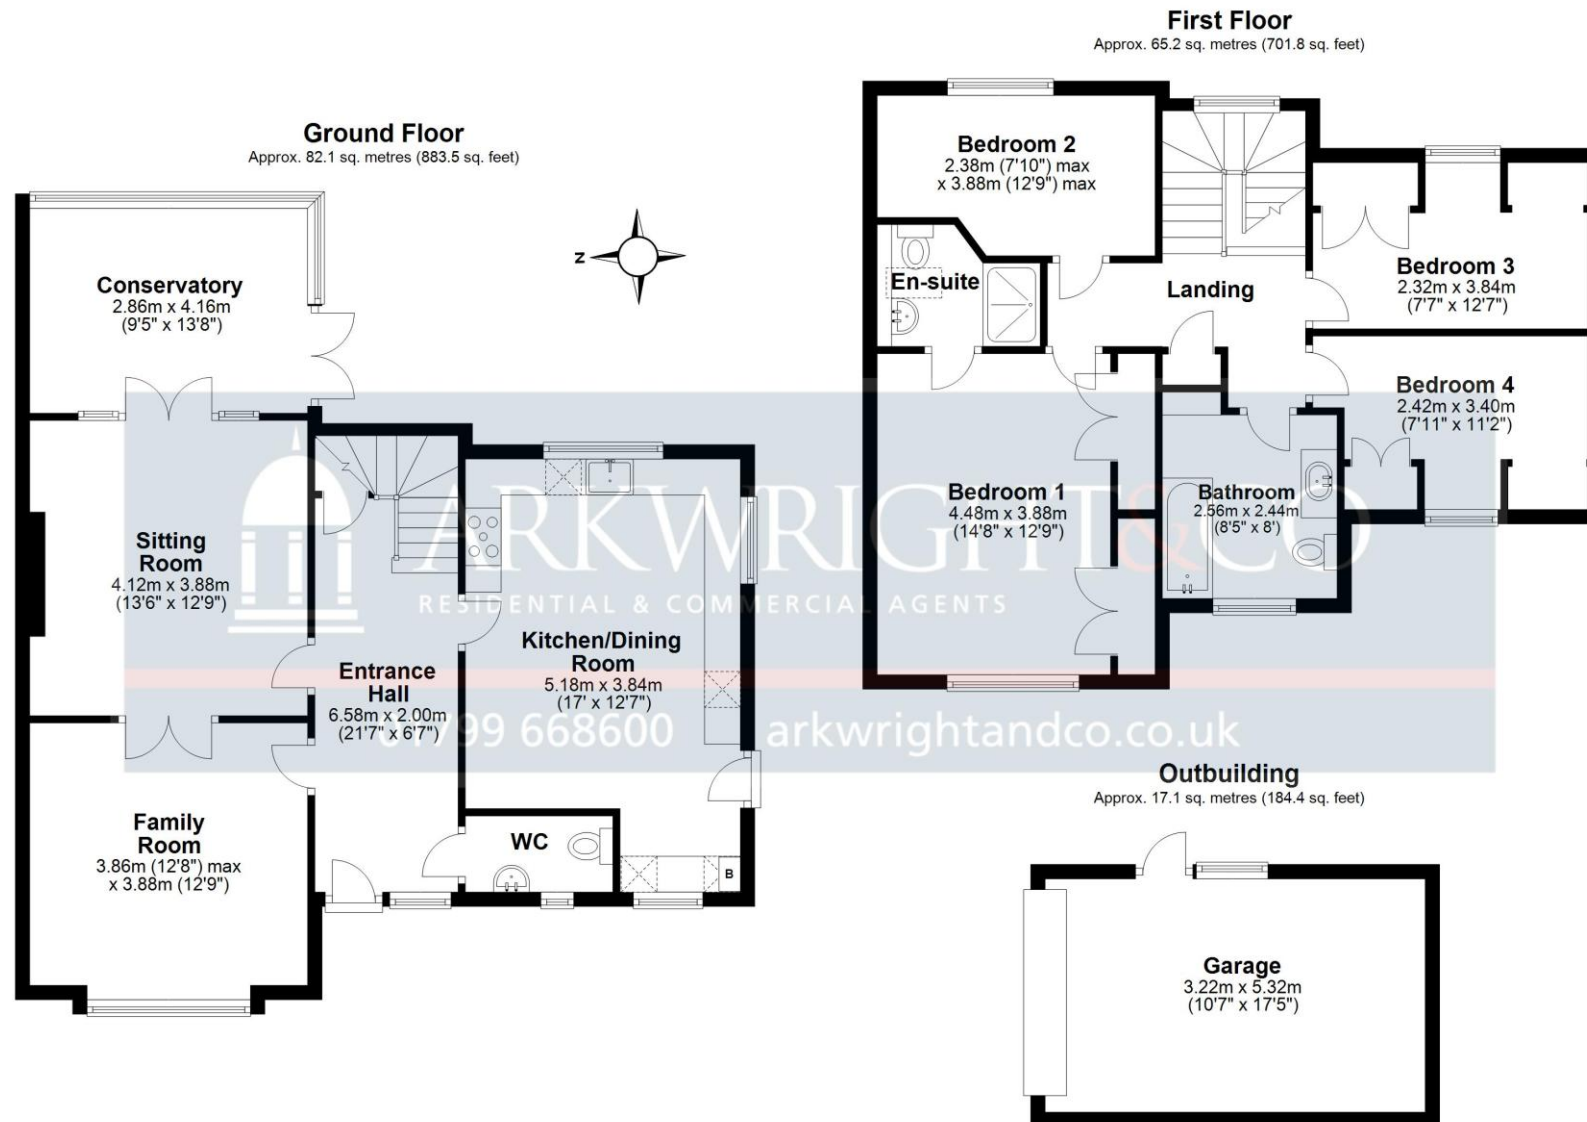 First Floor
Approx. 65.2 sq. metres (701.8 sq. feet)
Ground Floor
Approx. 82.1 sq. metres (883.5 sq. feet)
Bedroom 2
2.38m (7'10") max
x 3.88m (12'9") max
N
Conservatory
2.86m x 4.16m
(9'5" x 13'8")
En-suite
Landing
Bedroom 3
2.32m x 3.84m
(7'7" x 12'7")
Bedroom 4
2.42m x 3.40m
(7'11" x 11'2")
Bedroom 1
4.48m x 3.88m
(14'8" x 12'9")
Bathroom
2.56m x 2.44m
(8'5" x 8')
Sitting
Room
4.12m x 3.88m
(13'6" x 12'9")
ARKWRIGHT&CO
RESIDENTIAL & COMMERCIAL AGENTS
Kitchen/Dining
Room
5.18m x 3.84m
(17' x 12'7")
Entrance
Hall
6.58m x 2.00m
(21'7" x 6'7")
01799 668600 arkwrightandco.co.uk
Family
Room
3.86m (12'8") max
x 3.88m (12'9")
WC
B
Outbuilding
Approx. 17.1 sq. metres (184.4 sq. feet)
Garage
3.22m x 5.32m
(10'7" x 17'5")